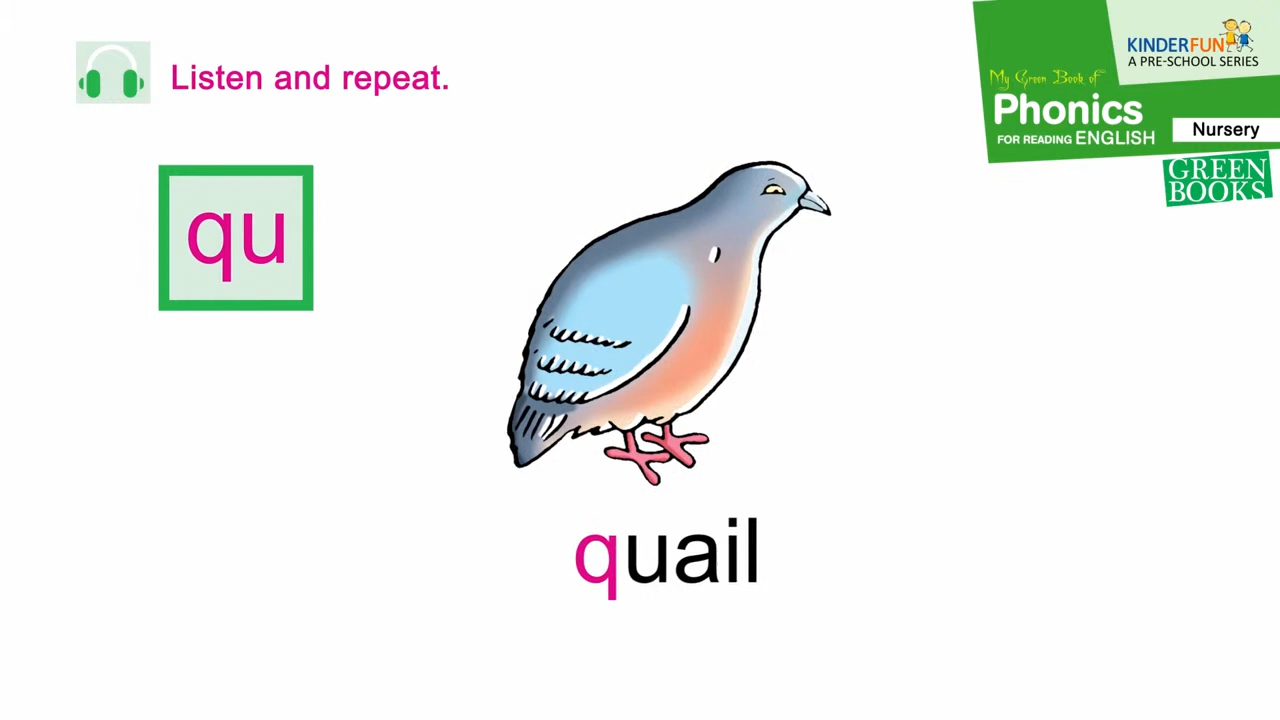 Listen and repeat.
KINDERFUN
A PRE-SCHOOL SERIES
My Green Book of
Phonics
FOR READING ENGLISH
Nursery
GREEN
BOOKS
qu
quail